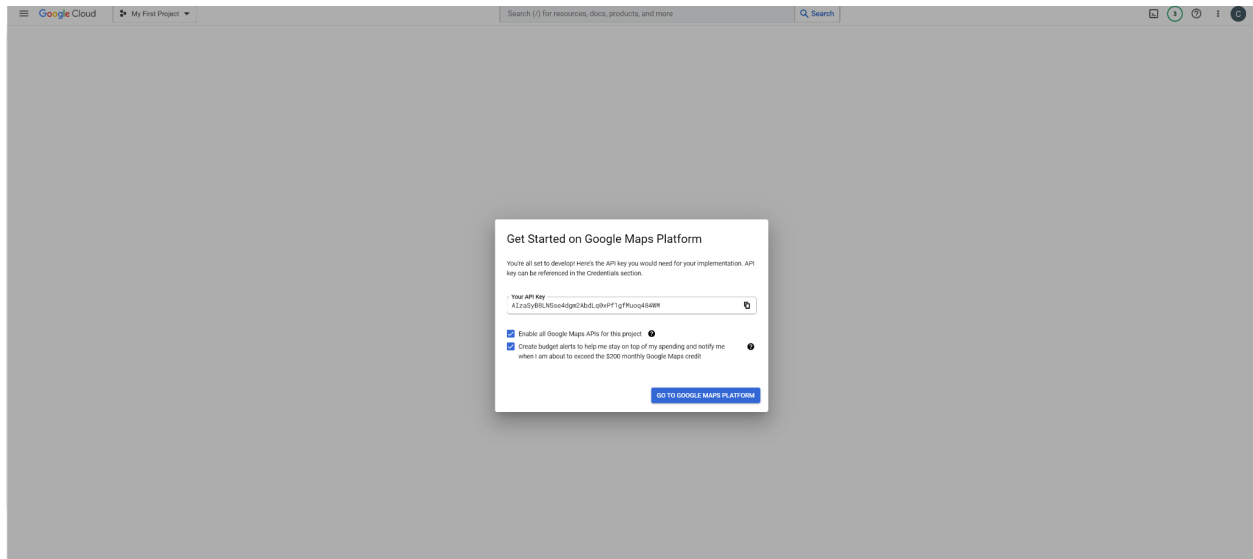 Google Cloud
My First Project
Search (/) for resources, docs, products, and more
Search
3
C
Get Started on Google Maps Platform
You're all set to develop! Here's the API key you would need for your implementation. API
key can be referenced in the Credentials section.
Your API Key
Enable all Google Maps APIs for this project
Create budget alerts to help me stay on top of my spending and notify me
when I am about to exceed the $200 monthly Google Maps credit
GO TO GOOGLE MAPS PLATFORM